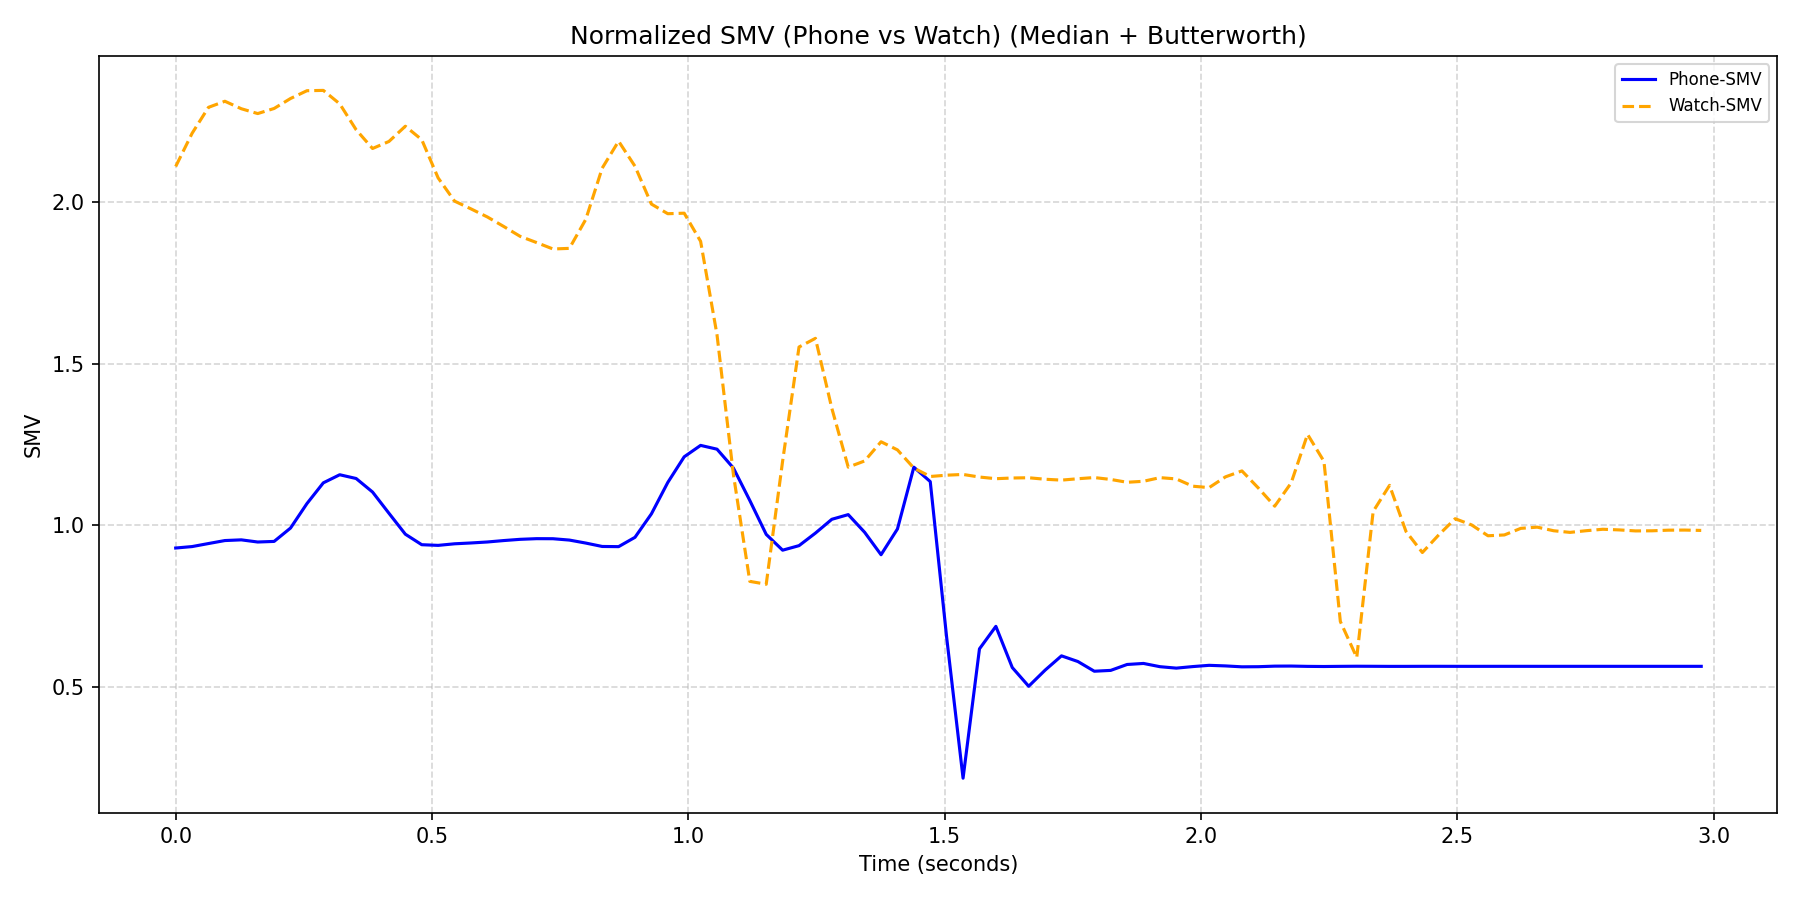 Normalized SMV (Phone vs Watch) (Median + Butterworth)
Phone-SMV
Watch-SMV
2.0
1.5
1.0
0.5
SMV
0.0 0.5 1.0 1.5 2.0 2.5 3.0
Time (seconds)